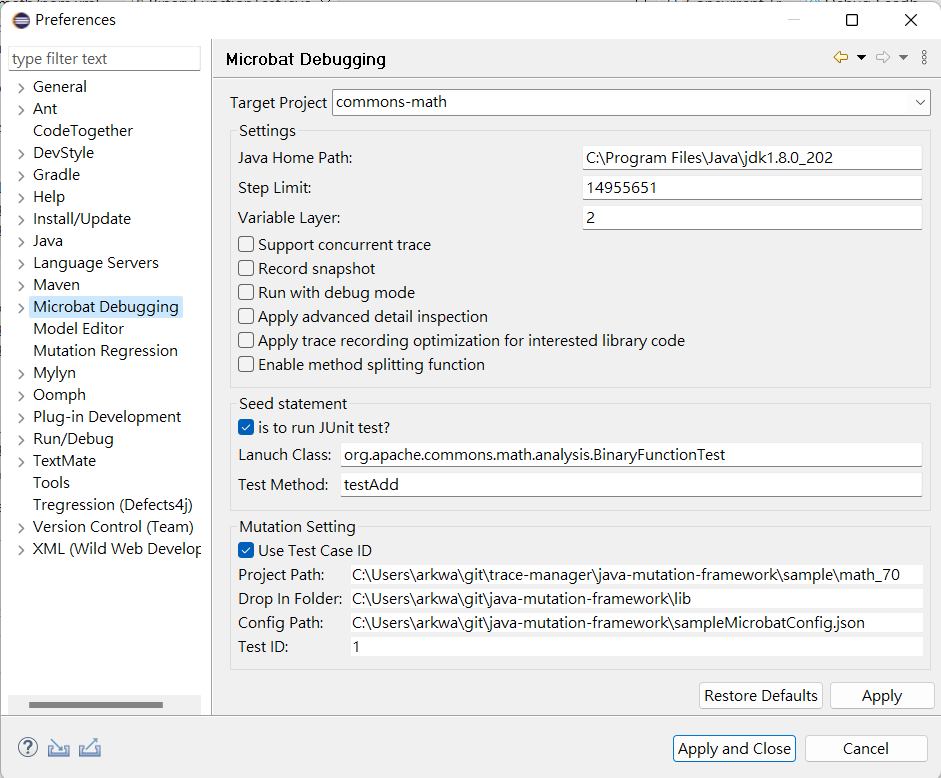 Preferences
type filter text
General
Ant
CodeTogether
DevStyle
Gradle
Help
Install/Update
Java
Language Servers
Maven
Microbat Debugging
Model Editor
Mutation Regression
Mylyn
Oomph
Plug-in Development
Run/Debug
TextMate
Tools
Tregression (Defects4j)
Version Control (Team)
XML (Wild Web Develop
Microbat Debugging
Target Project commons-math
Settings
Java Home Path: C:\Program Files\Java\jdk1.8.0_202
Step Limit: 14955651
Variable Layer: 2
Support concurrent trace
Record snapshot
Run with debug mode
Apply advanced detail inspection
Apply trace recording optimization for interested library code
Enable method splitting function
Seed statement
is to run JUnit test?
Lanuch Class: org.apache.commons.math.analysis.BinaryFunctionTest
Test Method: testAdd
Mutation Setting
Use Test Case ID
Project Path: C:\Users\arkwa\git\trace-manager\java-mutation-framework\sample\math_70
Drop In Folder: C:\Users\arkwa\git\java-mutation-framework\lib
Config Path: C:\Users\arkwa\git\java-mutation-framework\sampleMicrobatConfig.json
Test ID: 1
Restore Defaults Apply
Apply and Close Cancel